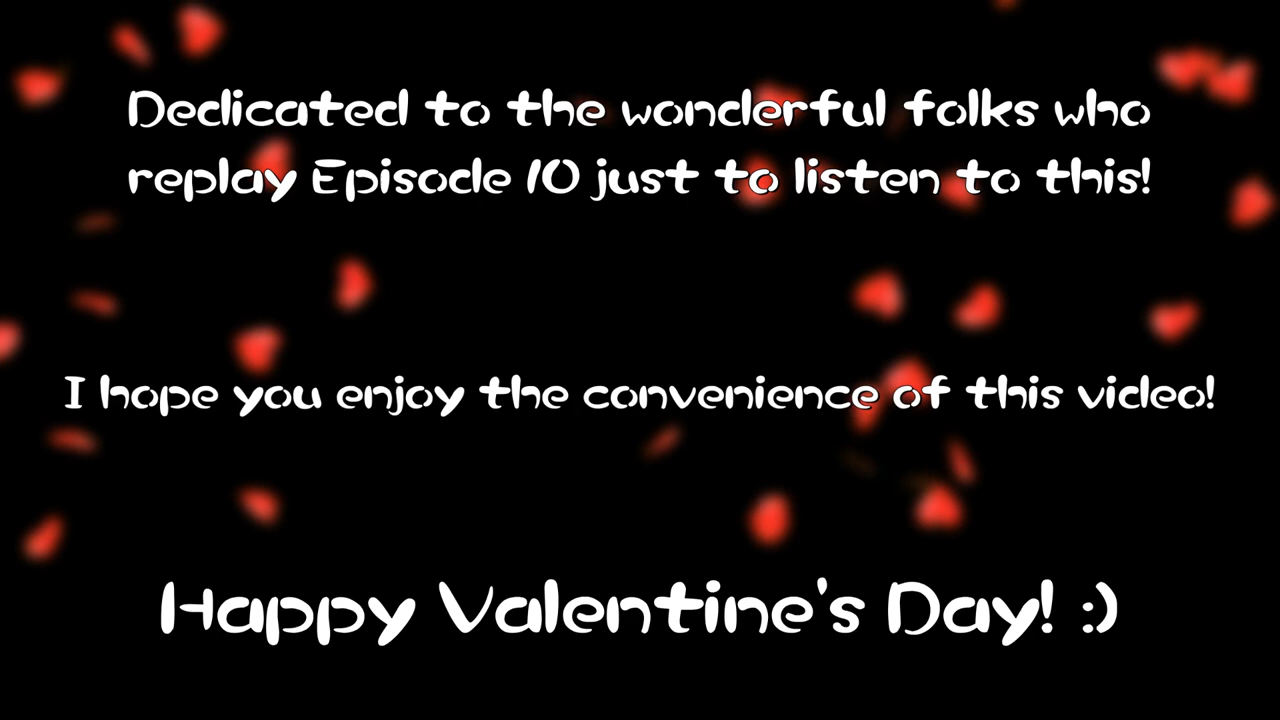 Dedicated to the wonderful folks who
replay Episode 10 just to listen to this!
I hope you enjoy the convenience of this video!
Happy Valentine's Day! :)